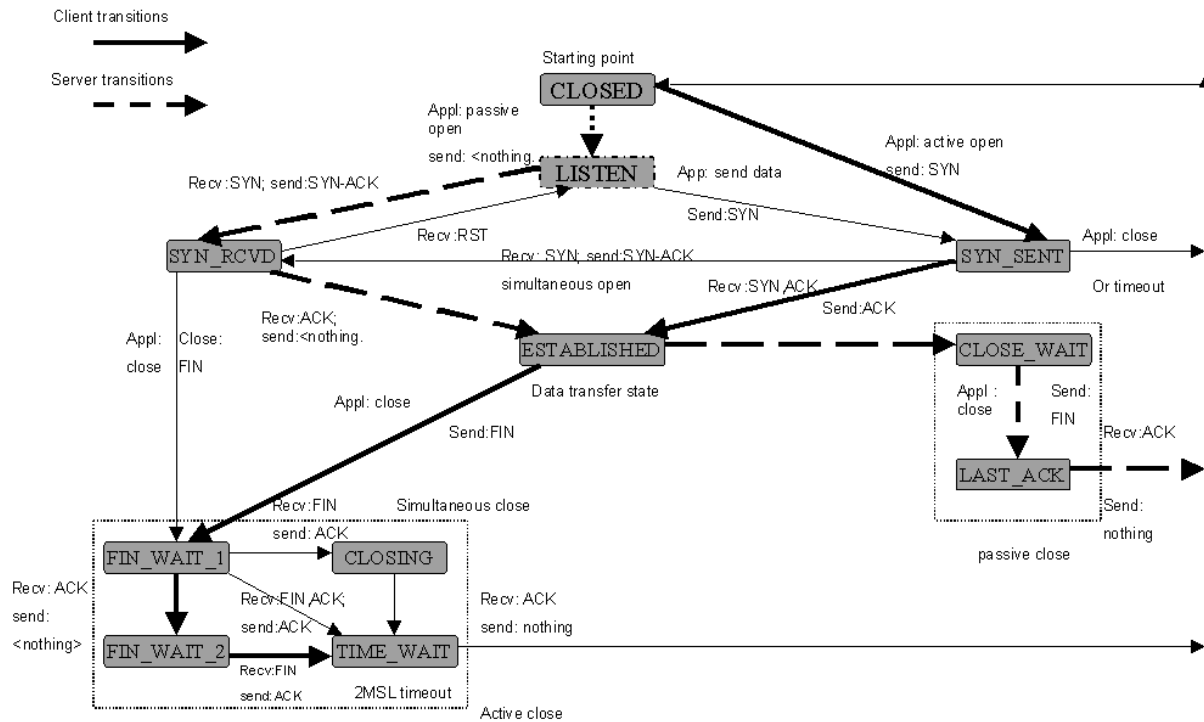 Client transitions
Server transitions
Starting point
CLOSED
Appl: passive
open
send: <nothing.
Appl: active open
send: SYN
LISTEN
App: send data
Recv:SYN; send:SYN-ACK
Send:SYN
Recv:RST
SYN_RCVD
Recv: SYN; send:SYN-ACK
simultaneous open
SYN_SENT
Appl: close
Or timeout
Recv:SYN,ACK
Send:ACK
Recv:ACK;
send:<nothing.
Appl:
close
Close:
FIN
ESTABLISHED
Data transfer state
CLOSE_WAIT
Appl :
close
Send:
FIN
Appl: close
Send:FIN
Recv:ACK
LAST_ACK
Send:
nothing
passive close
Recv:FIN
send: ACK
Simultaneous close
FIN_WAIT_1
CLOSING
Recv: ACK
send:
<nothing>
Recv:FIN,ACK;
send:ACK
Recv: ACK
send: nothing
FIN_WAIT_2
TIME_WAIT
Recv:FIN
send:ACK
2MSL timeout
Active close